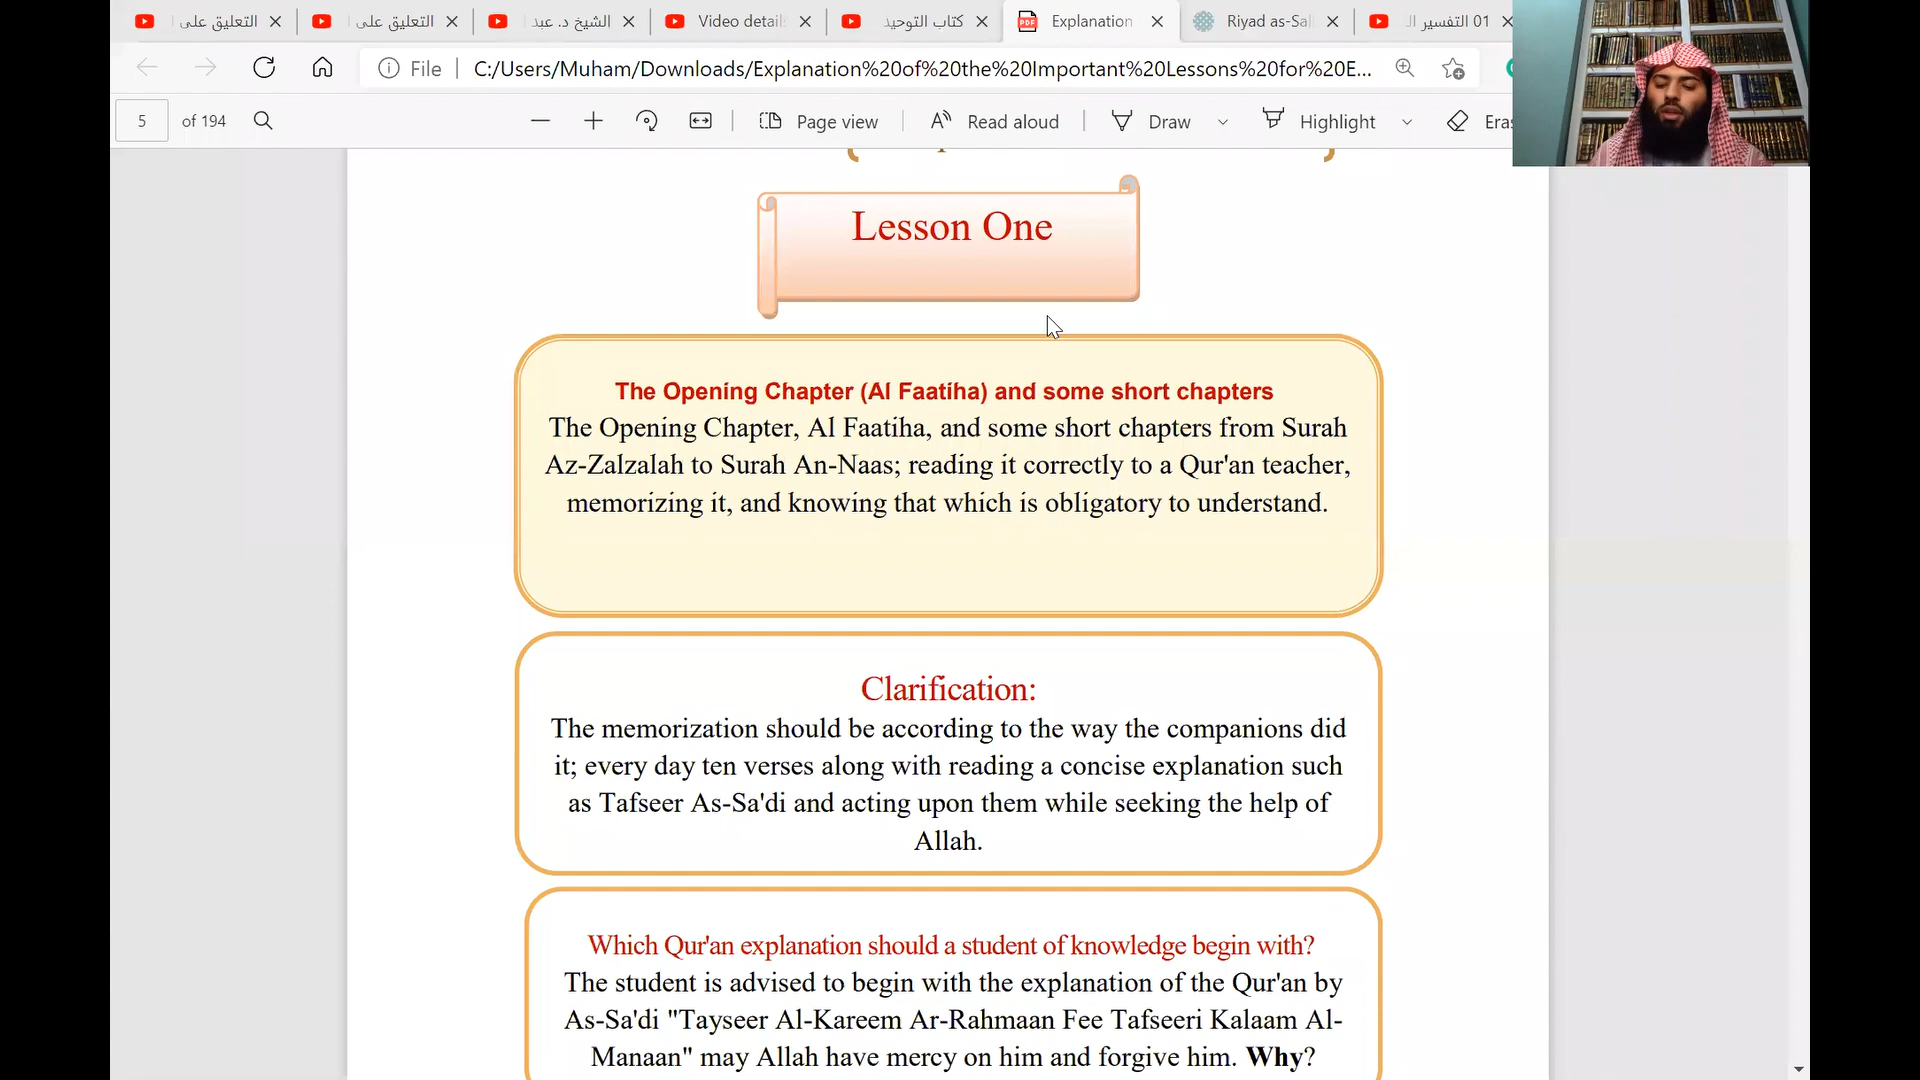 التعليق على
التعليق على
الشيخ د. عبد
Video detail
كتاب التوحيد
Explanation
Riyad as-Sal
01 التفسير ال
File
C:/Users/Muham/Downloads/Explanation%20of%20the%20Important%20Lessons%20for%20E...
5 of 194
Page view
Read aloud
Draw
Highlight
Eras
Lesson One
The Opening Chapter (Al Faatiha) and some short chapters
The Opening Chapter, Al Faatiha, and some short chapters from Surah
Az-Zalzalah to Surah An-Naas; reading it correctly to a Qur'an teacher,
memorizing it, and knowing that which is obligatory to understand.
Clarification:
The memorization should be according to the way the companions did
it; every day ten verses along with reading a concise explanation such
as Tafseer As-Sa'di and acting upon them while seeking the help of
Allah.
Which Qur'an explanation should a student of knowledge begin with?
The student is advised to begin with the explanation of the Qur'an by
As-Sa'di "Tayseer Al-Kareem Ar-Rahmaan Fee Tafseeri Kalaam Al-
Manaan" may Allah have mercy on him and forgive him. Why?